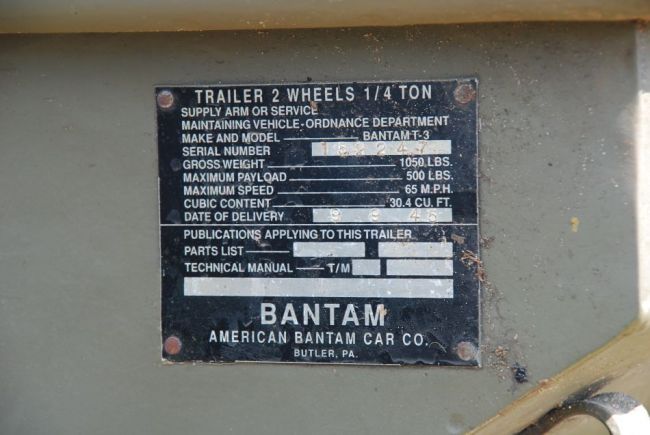 TRAILER 2 WHEELS 1/4 TON
SUPPLY ARM OR SERVICE
MAINTAINING VEHICLE-ORDNANCE DEPARTMENT
MAKE AND MODEL BANTAM T-3
SERIAL NUMBER
GROSS WEIGHT 1050 LBS.
MAXIMUM PAYLOAD 500 LBS.
MAXIMUM SPEED 65 M.P.H.
CUBIC CONTENT 30.4 CU. FT.
DATE OF DELIVERY
PUBLICATIONS APPLYING TO THIS TRAILER
PARTS LIST
TECHNICAL MANUAL T/M
BANTAM
AMERICAN BANTAM CAR CO.
BUTLER, PA.